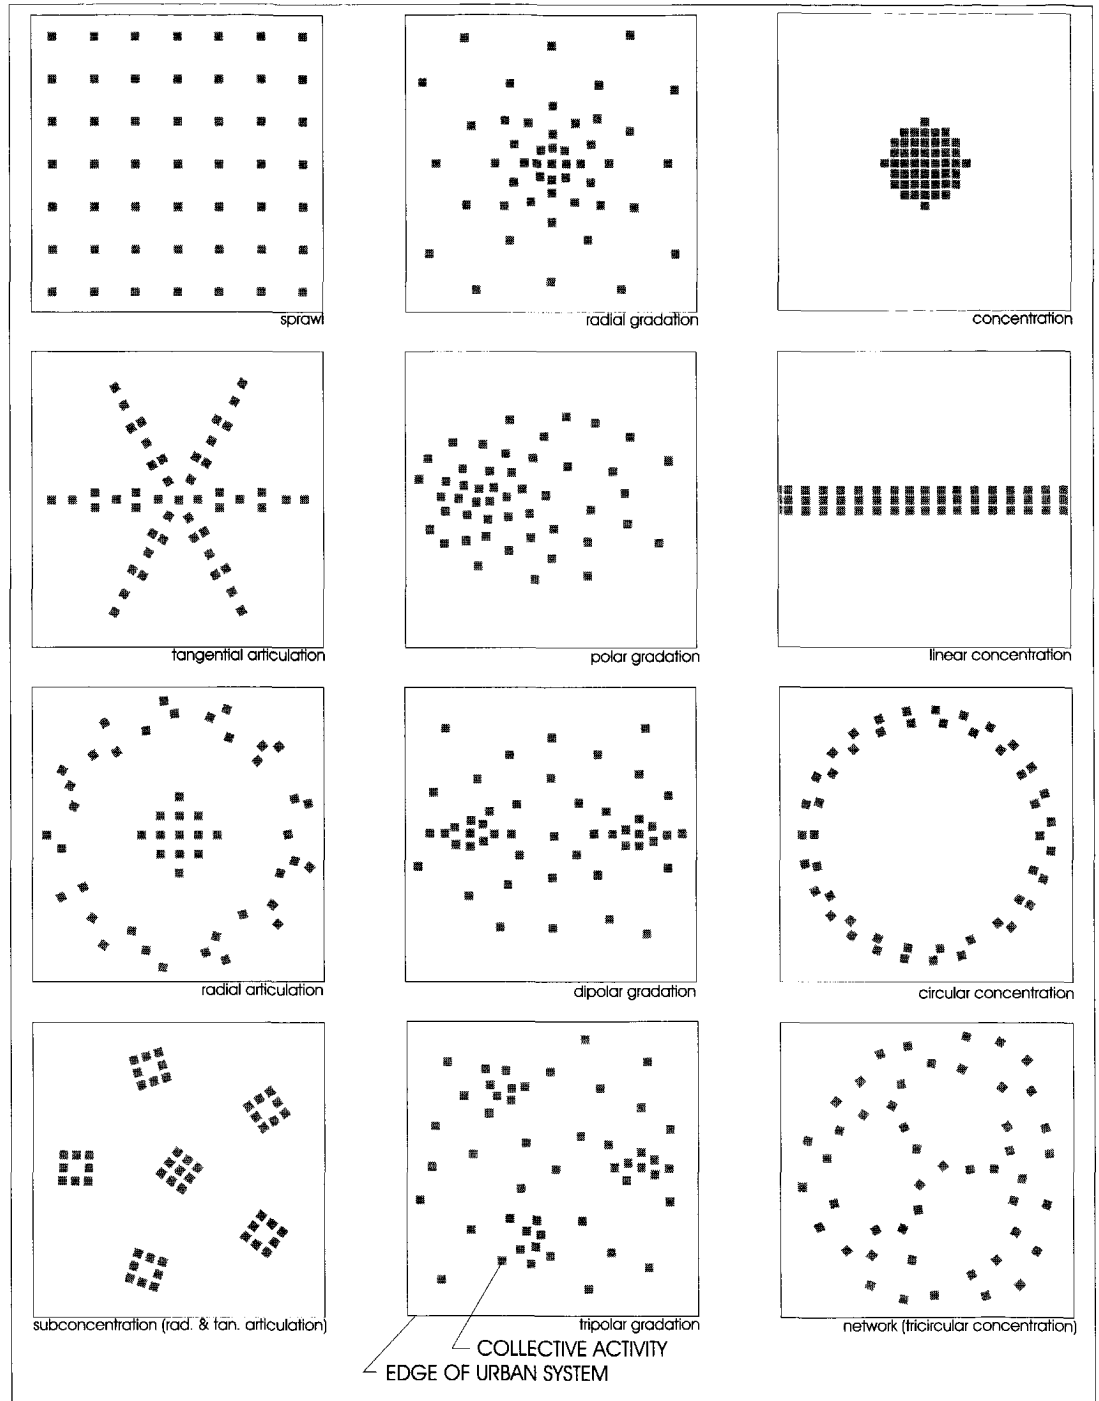 sprawl
radial gradation
concentration
tangential articulation
polar gradation
linear concentration
radial articulation
dipolar gradation
circular concentration
subconcentration (rad. & tan. articulation)
tripolar gradation
network (tricircular concentration)
COLLECTIVE ACTIVITY
EDGE OF URBAN SYSTEM